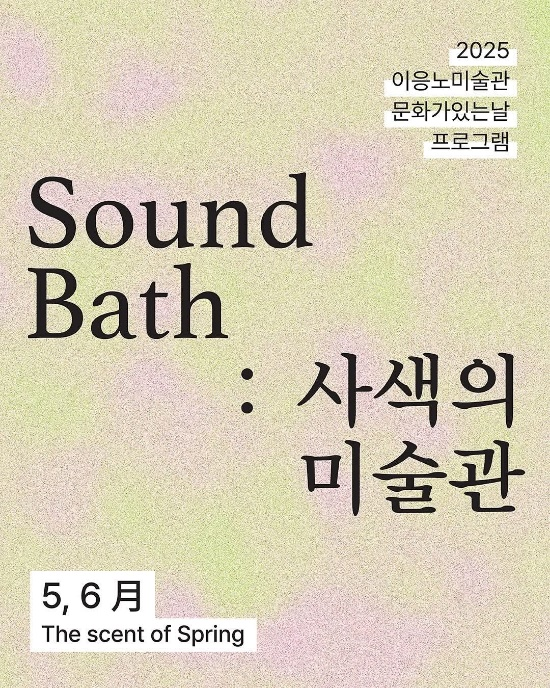 2025
이응노미술관
문화가있는날
프로그램
Sound
Bath
: 사색의
미술관
5, 6 月
The scent of Spring